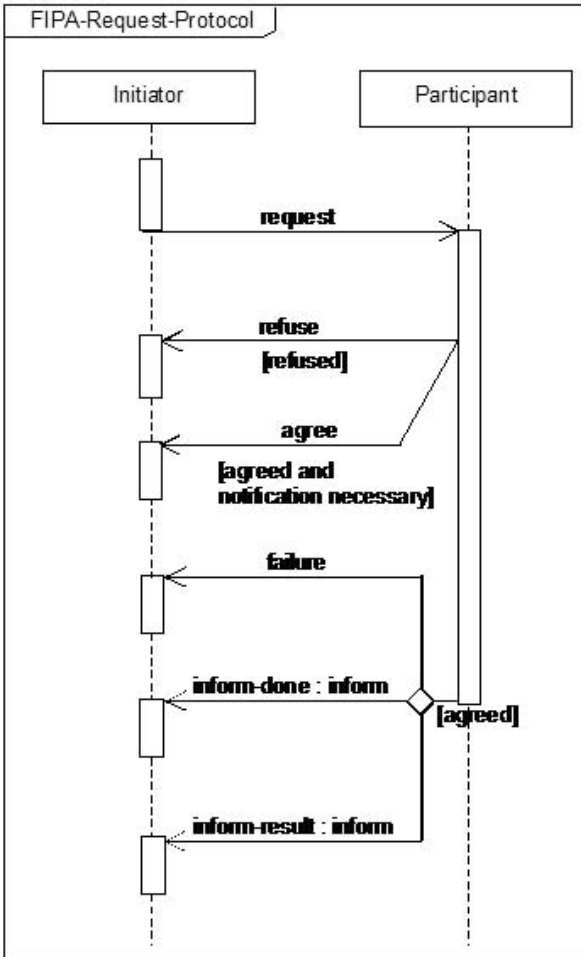 FIPA-Request-Protocol
Initiator
Participant
request
refuse
[refused]
agree
[agreed and
notification necessary]
failure
inform-done : inform
[agreed]
inform-result : inform